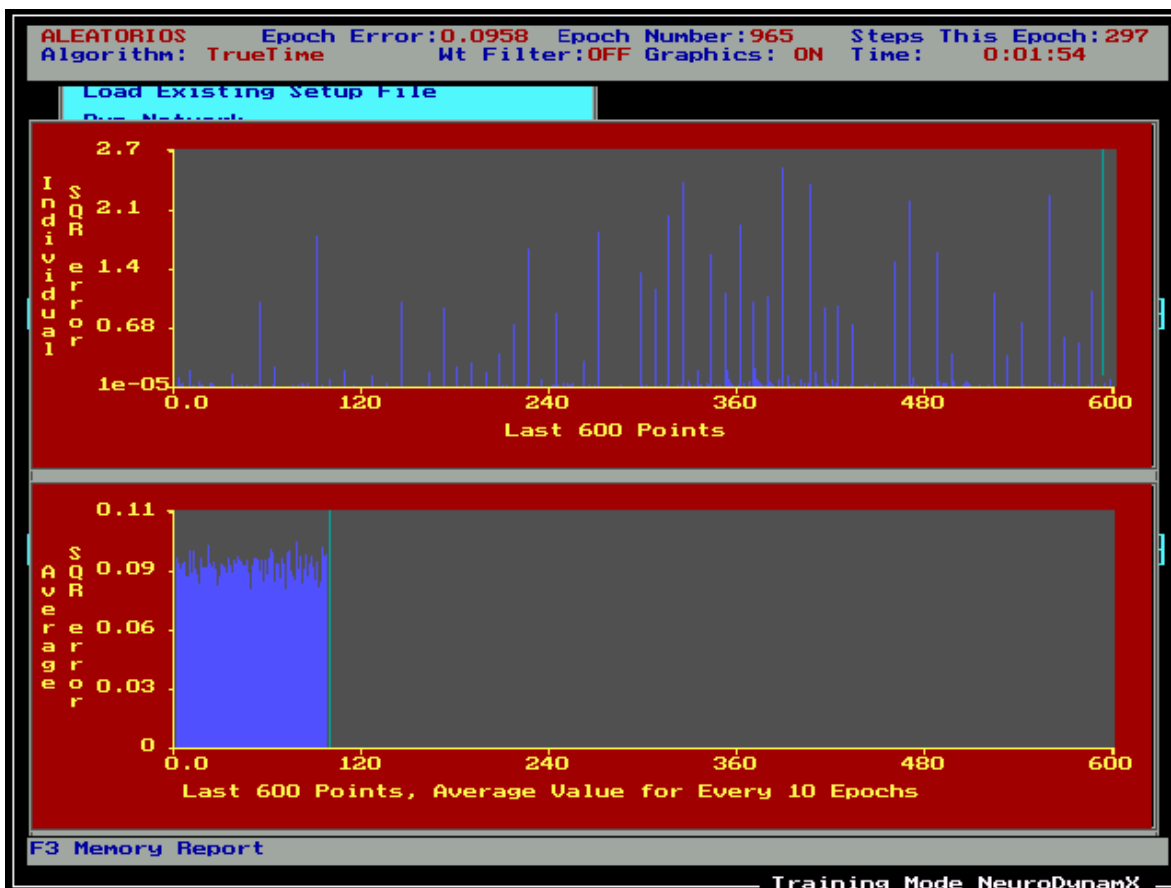 ALEATORIOS Epoch Error:0.0958 Epoch Number:965 Steps This Epoch:297
Algorithm: TrueTime Wt Filter:OFF Graphics: ON Time: 0:01:54
Load Existing Setup File
Run Network
Individual SQR error
2.7
2.1
1.4
0.68
1e-05
0.0 120 240 360 480 600
Last 600 Points
Average SQR error
0.11
0.09
0.06
0.03
0
0.0 120 240 360 480 600
Last 600 Points, Average Value for Every 10 Epochs
F3 Memory Report
Training Mode NeuroDynamX